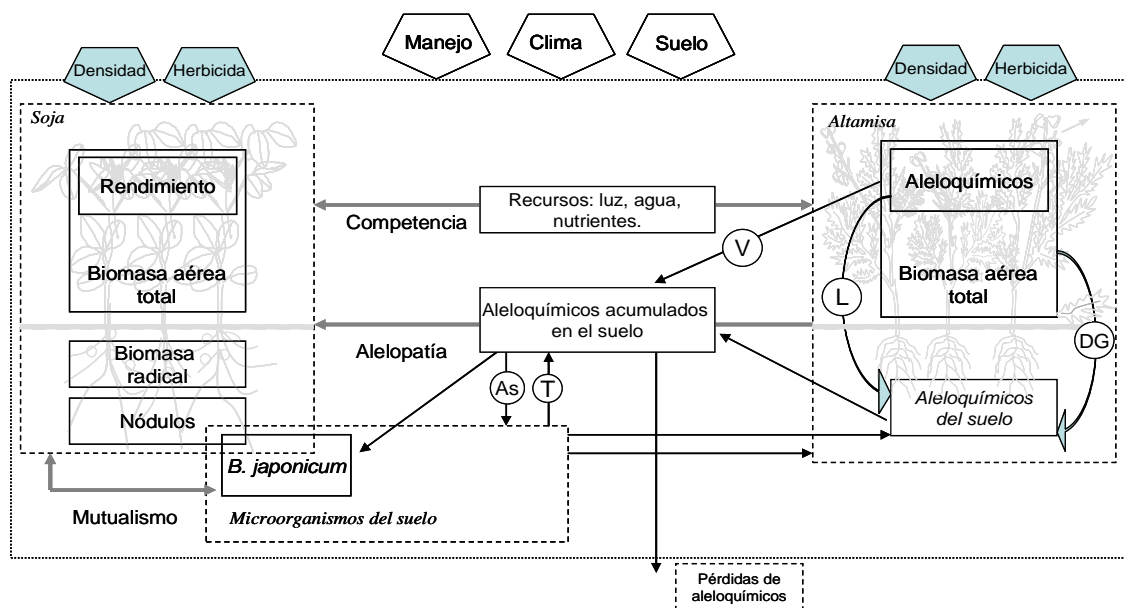 Manejo
Clima
Suelo
Densidad
Herbicida
Densidad
Herbicida
Soja
Altamisa
Rendimiento
Biomasa aérea
total
Biomasa
radical
Nódulos
Competencia
Recursos: luz, agua,
nutrientes.
V
Aleloquímicos
Biomasa aérea
total
L
DG
Aleloquímicos acumulados
en el suelo
Alelopatía
As
T
Aleloquímicos
del suelo
B. japonicum
Mutualismo
Microorganismos del suelo
Pérdidas de
aleloquímicos